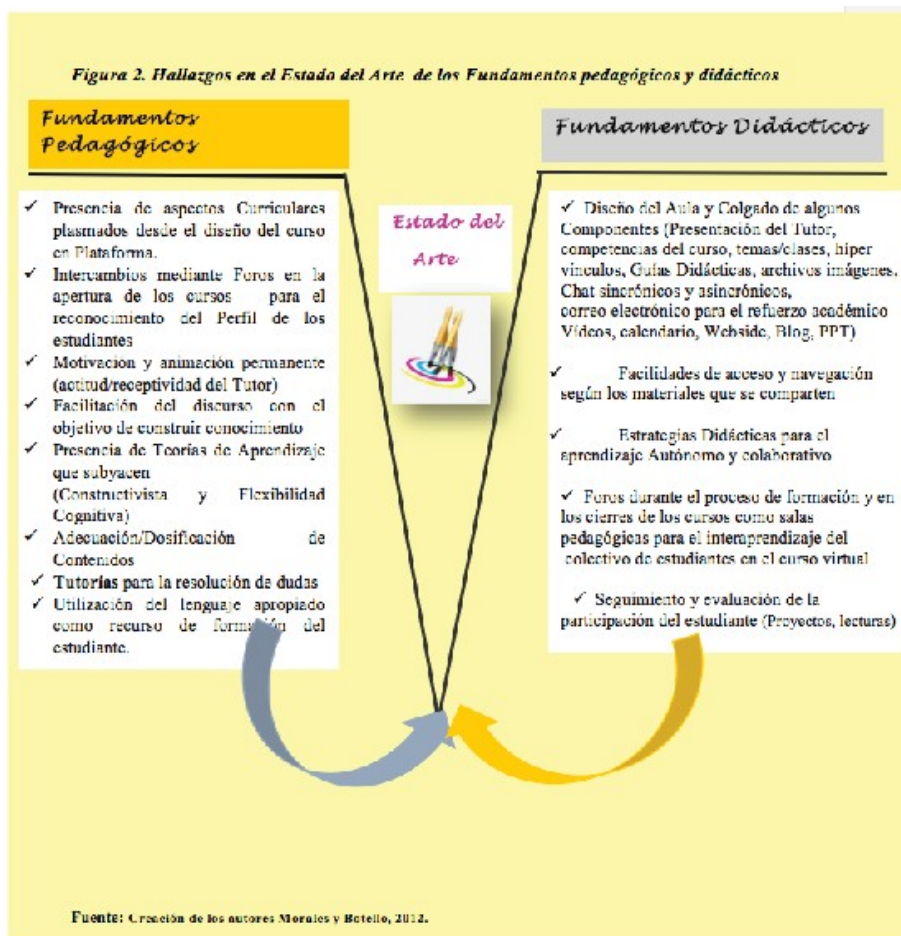 Figura 2. Hallazgos en el Estado del Arte de los Fundamentos pedagógicos y didácticos
Fundamentos
Pedagógicos
✓ Presencia de aspectos Curriculares
plasmados desde el diseño del curso
en Plataforma.
✓ Intercambios mediante Foros en la
apertura de los cursos para el
reconocimiento del Perfil de los
estudiantes
✓ Motivación y animación permanente
(actitud/receptividad del Tutor)
✓ Facilitación del discurso con el
objetivo de construir conocimiento
✓ Presencia de Teorías de Aprendizaje
que subyacen
(Constructivista y Flexibilidad
Cognitiva)
✓ Adecuación/Dosificación de
Contenidos
✓ Tutorías para la resolución de dudas
✓ Utilización del lenguaje apropiado
como recurso de formación del
estudiante.
Estado del
Arte
Fundamentos Didácticos
✓ Diseño del Aula y Colgado de algunos
Componentes (Presentación del Tutor,
competencias del curso, temas/clases, híper
vínculos, Guías Didácticas, archivos imágenes.
Chat sincrónicos y asincrónicos,
correo electrónico para el refuerzo académico
Vídeos, calendario, Webside, Blog, PPT)
✓ Facilidades de acceso y navegación
según los materiales que se comparten
✓ Estrategias Didácticas para el
aprendizaje Autónomo y colaborativo
✓ Foros durante el proceso de formación y en
los cierres de los cursos como salas
pedagógicas para el interaprendizaje del
colectivo de estudiantes en el curso virtual
✓ Seguimiento y evaluación de la
participación del estudiante (Proyectos, lecturas)
Fuente: Creación de los autores Morales y Botello, 2012.